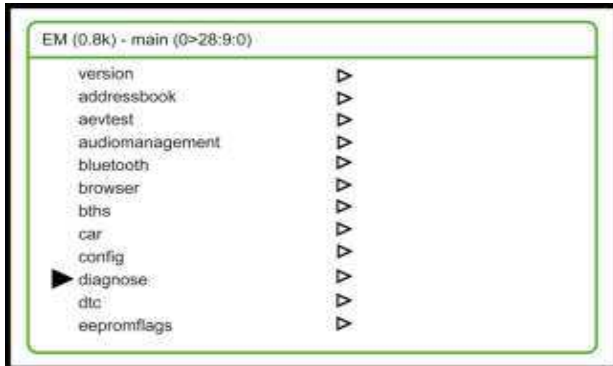 EM (0.8k) - main (0>28:9:0)
version
addressbook
aevtest
audiomanagement
bluetooth
browser
bths
car
config
diagnose
dtc
eepromflags